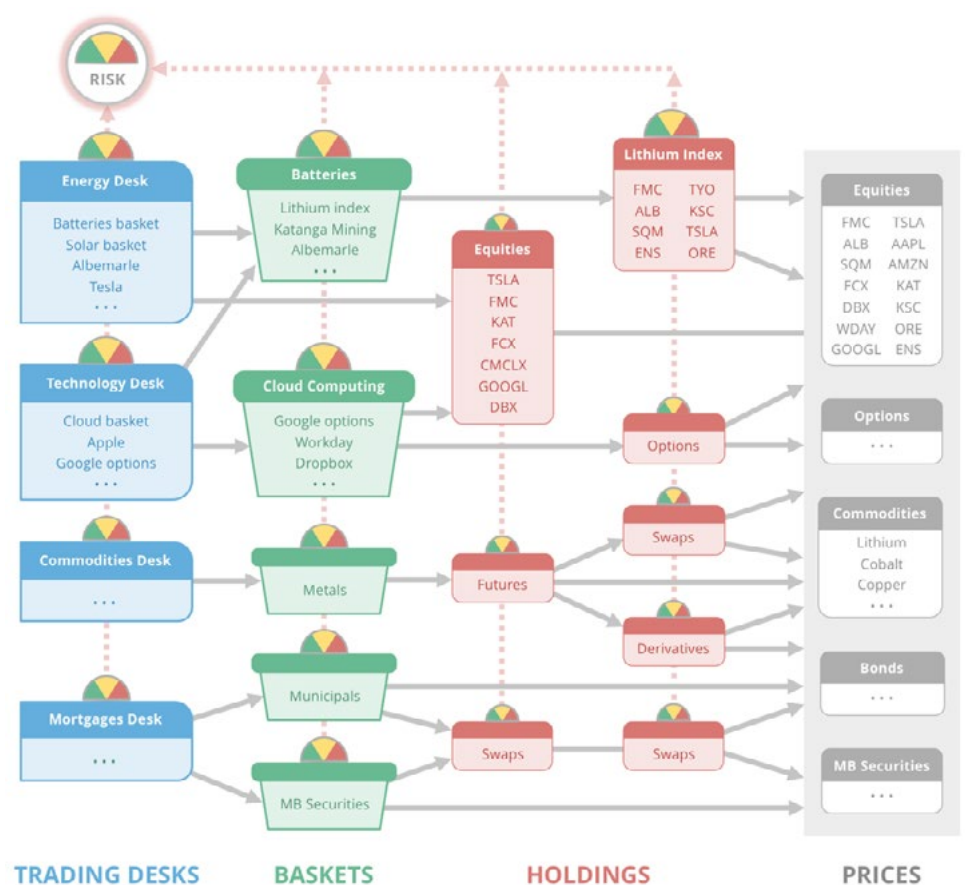 RISK
Energy Desk
Batteries basket
Solar basket
Albemarle
Tesla
...
Technology Desk
Cloud basket
Apple
Google options
...
Commodities Desk
...
Mortgages Desk
...
Batteries
Lithium index
Katanga Mining
Albemarle
...
Cloud Computing
Google options
Workday
Dropbox
...
Metals
Municipals
MB Securities
Equities
TSLA
FMC
KAT
FCX
CMCLX
GOOGL
DBX
Futures
Swaps
Lithium Index
FMC TYO
ALB KSC
SQM TSLA
ENS ORE
Options
Swaps
Derivatives
Swaps
Equities
FMC TSLA
ALB AAPL
SQM AMZN
FCX KAT
DBX KSC
WDAY ORE
GOOGL ENS
Options
...
Commodities
Lithium
Cobalt
Copper
...
Bonds
...
MB Securities
...
TRADING DESKS
BASKETS
HOLDINGS
PRICES